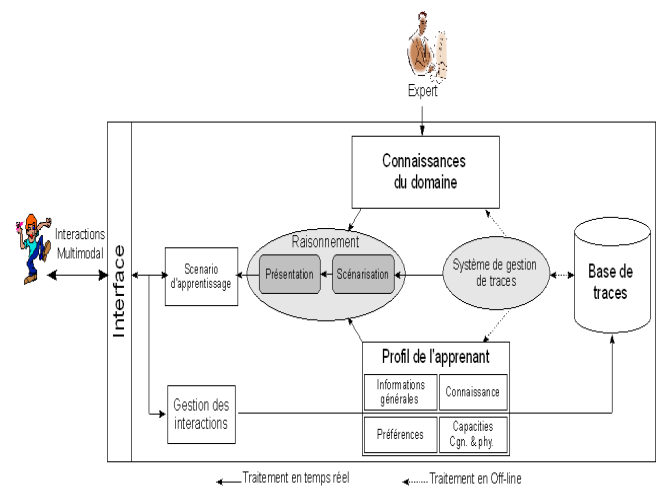 Expert
Connaissances
du domaine
Interactions
Multimodal
Interface
Scenario
d'apprentissage
Raisonnement
Présentation
Scénarisation
Système de gestion
de traces
Base de
traces
Profil de l'apprenant
Informations
générales
Connaissance
Préférences
Capacities
Cgn. & phy.
Gestion des
interactions
Traitement en temps réel
Traitement en Off-line